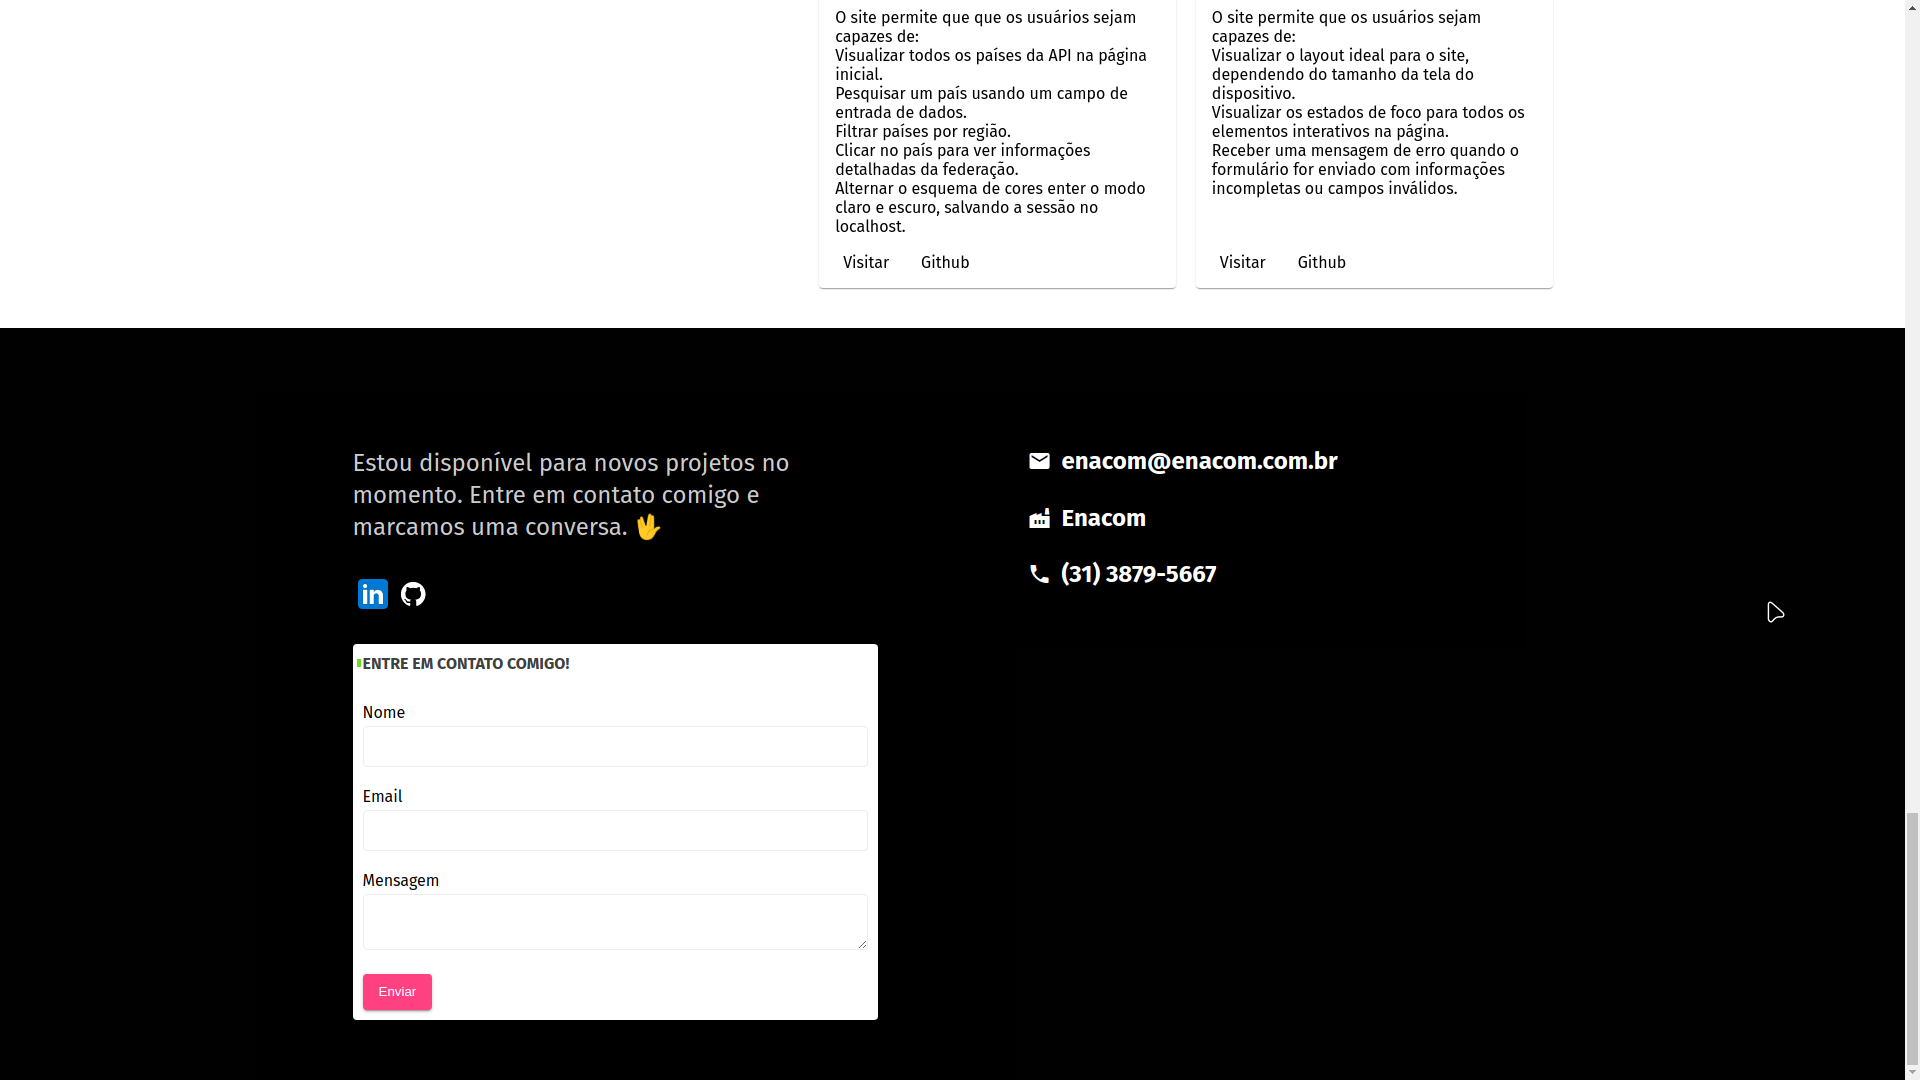 O site permite que que os usuários sejam
capazes de:
Visualizar todos os países da API na página
inicial.
Pesquisar um país usando um campo de
entrada de dados.
Filtrar países por região.
Clicar no país para ver informações
detalhadas da federação.
Alternar o esquema de cores enter o modo
claro e escuro, salvando a sessão no
localhost.
Visitar Github
O site permite que os usuários sejam
capazes de:
Visualizar o layout ideal para o site,
dependendo do tamanho da tela do
dispositivo.
Visualizar os estados de foco para todos os
elementos interativos na página.
Receber uma mensagem de erro quando o
formulário for enviado com informações
incompletas ou campos inválidos.
Visitar Github
Estou disponível para novos projetos no
momento. Entre em contato comigo e
marcamos uma conversa. 🖖
in
enacom@enacom.com.br
Enacom
(31) 3879-5667
ENTRE EM CONTATO COMIGO!
Nome
Email
Mensagem
Enviar